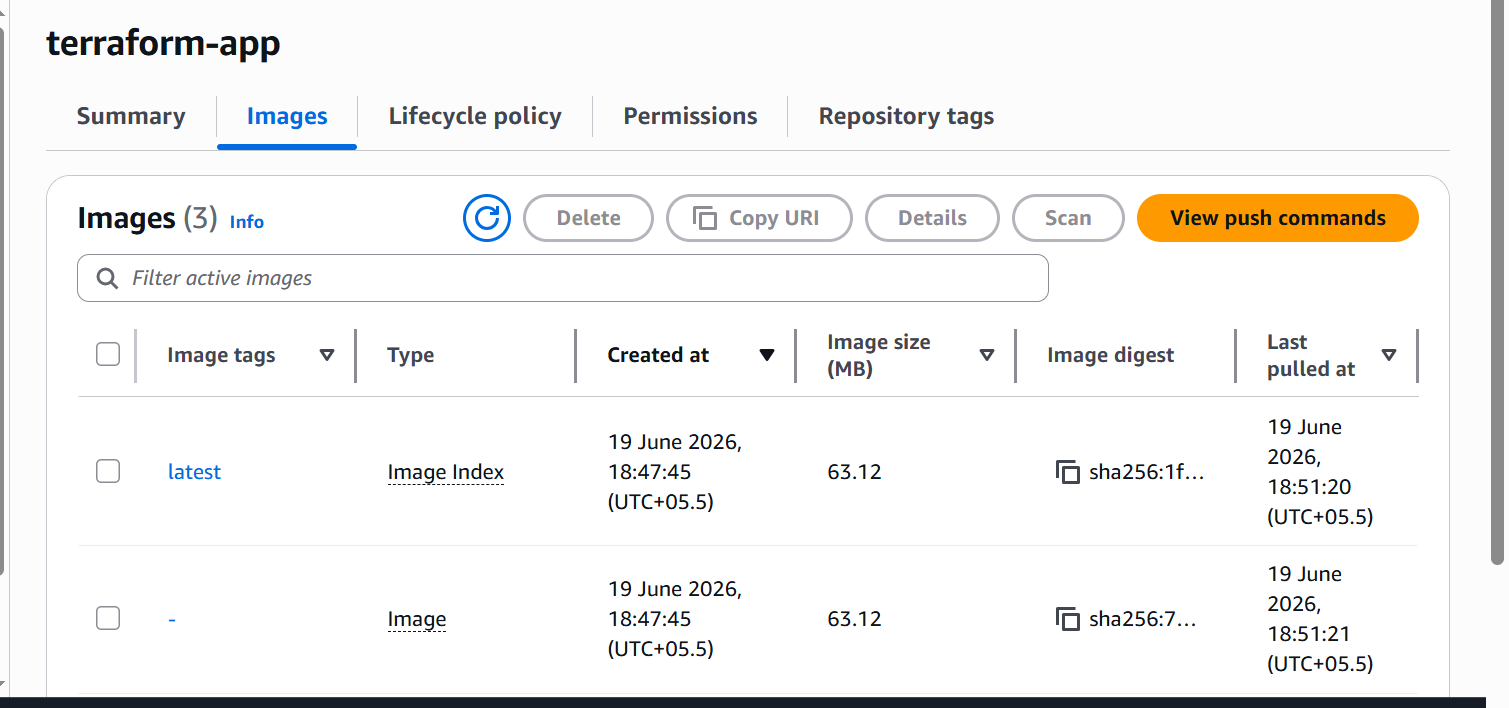 terraform-app
Summary Images Lifecycle policy Permissions Repository tags
Images (3) Info Delete Copy URI Details Scan View push commands
Filter active images
Image tags Type Created at Image size (MB) Image digest Last pulled at
latest Image Index 19 June 2026, 18:47:45 (UTC+05.5) 63.12 sha256:1f... 19 June 2026, 18:51:20 (UTC+05.5)
- Image 19 June 2026, 18:47:45 (UTC+05.5) 63.12 sha256:7... 19 June 2026, 18:51:21 (UTC+05.5)